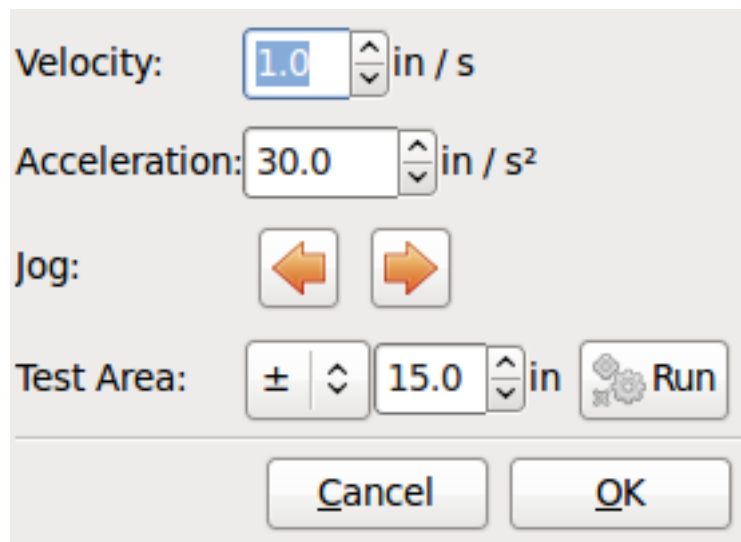 Velocity: 1.0 in / s
Acceleration: 30.0 in / s²
Jog:
Test Area: ± 15.0 in Run
Cancel OK